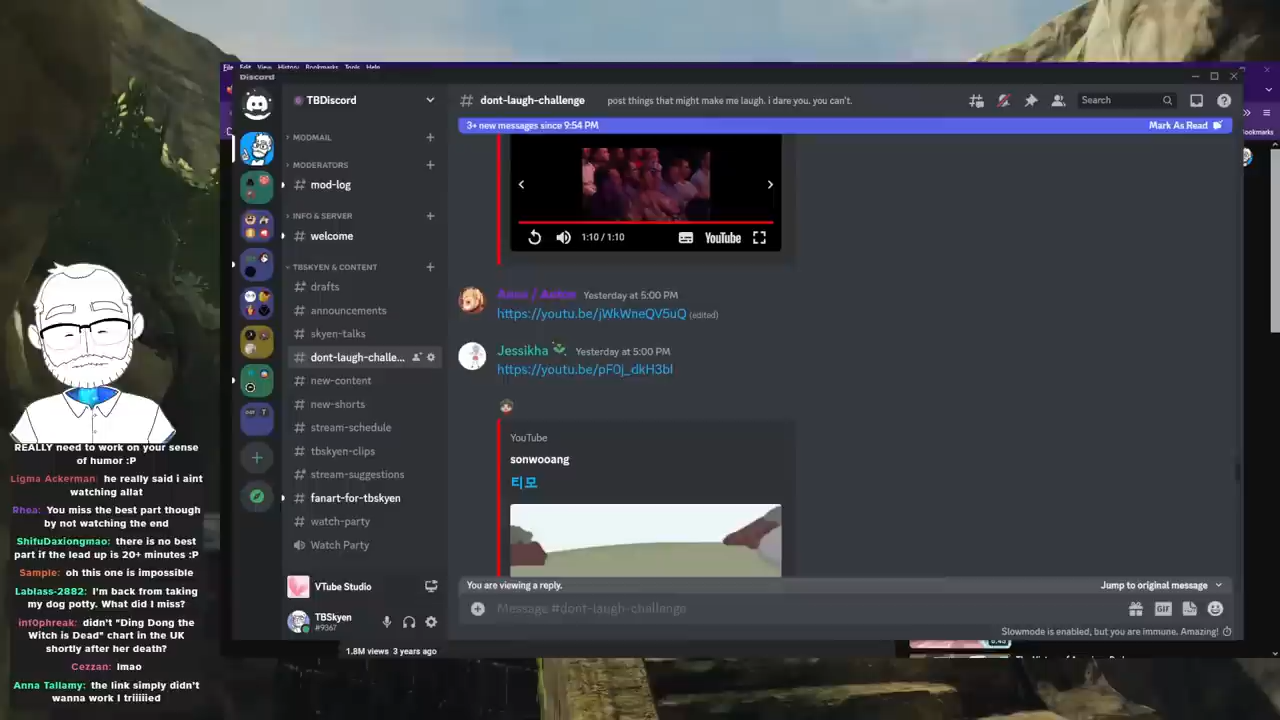 File Edit View History Bookmarks Tools Help
Discord
TBDiscord
dont-laugh-challenge
post things that might make me laugh. i dare you. you can't.
Search
3+ new messages since 9:54 PM
Mark As Read
MODMAIL
MODERATORS
mod-log
INFO & SERVER
welcome
TBSKYEN & CONTENT
drafts
announcements
skyen-talks
dont-laugh-challe...
new-content
new-shorts
stream-schedule
tbskyen-clips
stream-suggestions
fanart-for-tbskyen
watch-party
Watch Party
VTube Studio
TBSkyen
#9367
1:10 / 1:10
YouTube
Yesterday at 5:00 PM
https://youtu.be/jWkWneQV5uQ (edited)
Jessikha
Yesterday at 5:00 PM
https://youtu.be/pF0j_dkH3bI
YouTube
sonwooang
티모
You are viewing a reply.
Jump to original message
Message #dont-laugh-challenge
GIF
Slowmode is enabled, but you are immune. Amazing!
1.8M views 3 years ago
REALLY need to work on your sense
of humor :P
Ligma Ackerman: he really said i aint
watching allat
Rhea: You miss the best part though
by not watching the end
ShifuDaxiongmao: there is no best
part if the lead up is 20+ minutes :P
Sample: oh this one is impossible
Lablass-2882: I'm back from taking
my dog potty. What did I miss?
inf0phreak: didn't "Ding Dong the
Witch is Dead" chart in the UK
shortly after her death?
Cezzan: lmao
Anna Tallamy: the link simply didn't
wanna work I triiiiied